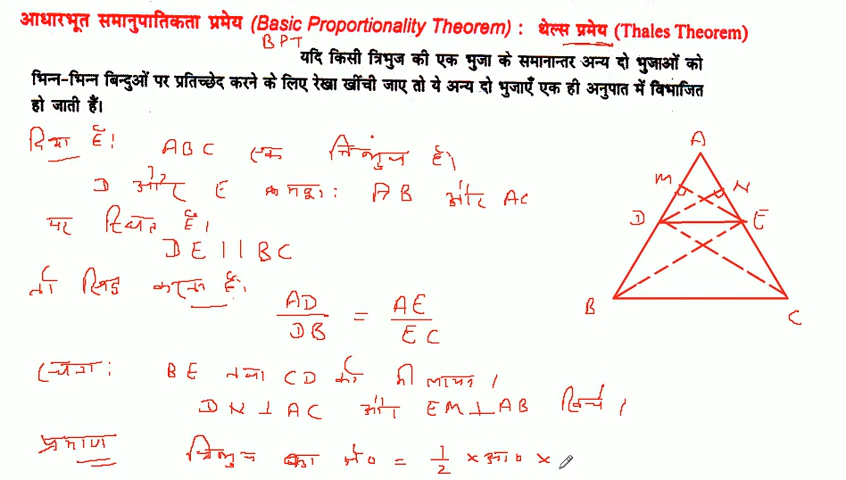 आधारभूत समानुपातिकता प्रमेय (Basic Proportionality Theorem) : थेल्स प्रमेय (Thales Theorem)
BPT
यदि किसी त्रिभुज की एक भुजा के समानान्तर अन्य दो भुजाओं को
भिन्न-भिन्न बिन्दुओं पर प्रतिच्छेद करने के लिए रेखा खींची जाए तो ये अन्य दो भुजाएँ एक ही अनुपात में विभाजित
हो जाती हैं।
दिया है। ABC एक त्रिभुज है।
D और E क्रमशः AB और AC
पर स्थित है।
DE || BC
तो सिद्ध करना है।
AD/DB = AE/EC
रचना : BE तथा CD को मिलाया।
DN ⊥ AC और EM ⊥ AB खींचे।
प्रमाण त्रिभुज का क्षे० = 1/2 × आ० ×
A
M N
D E
B C